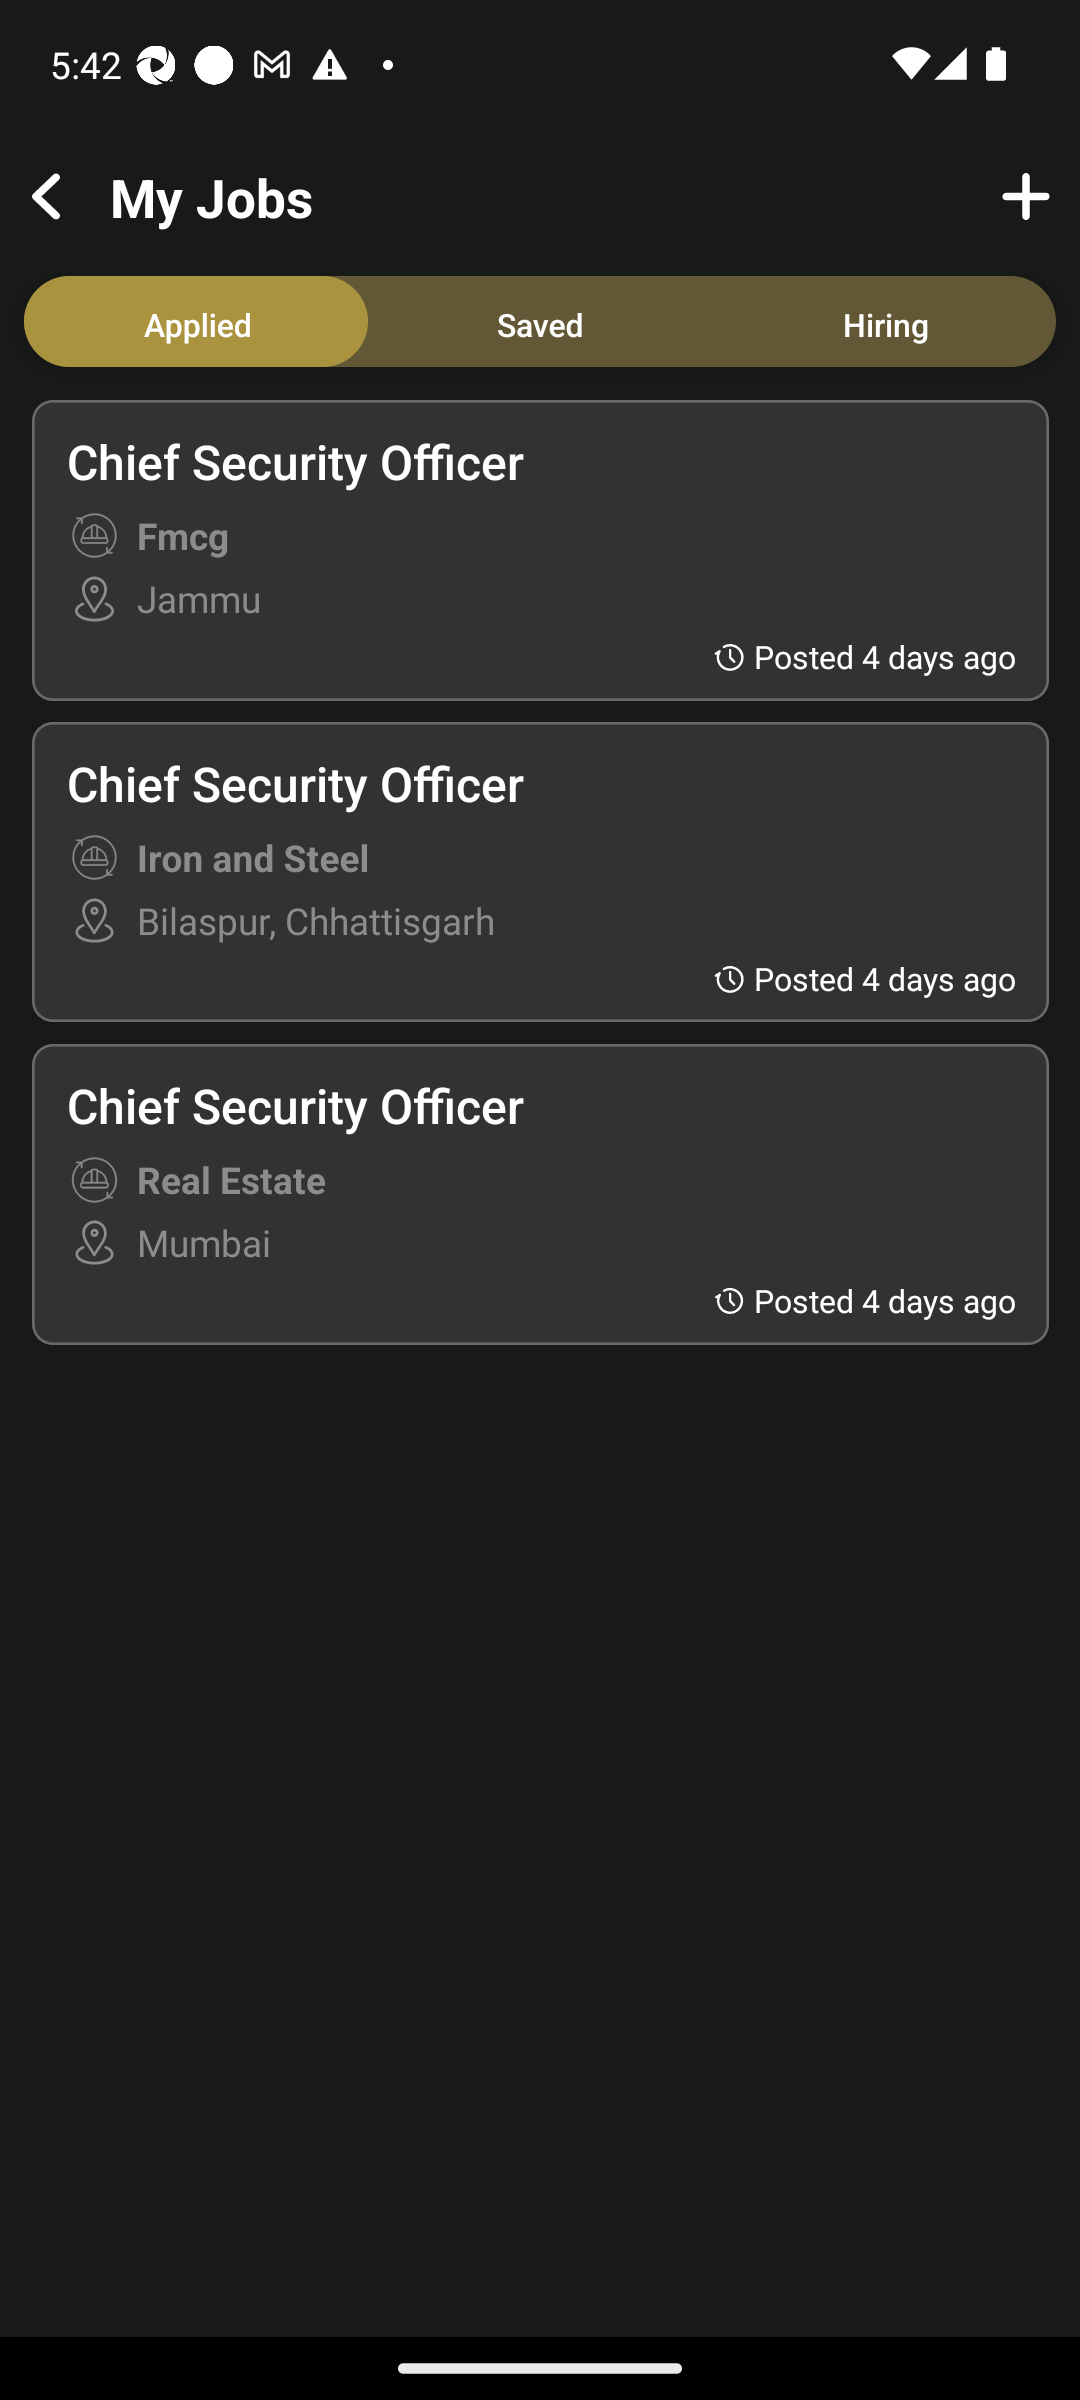 5:42
My Jobs
Applied Saved Hiring
Chief Security Officer
Fmcg
Jammu
Posted 4 days ago
Chief Security Officer
Iron and Steel
Bilaspur, Chhattisgarh
Posted 4 days ago
Chief Security Officer
Real Estate
Mumbai
Posted 4 days ago